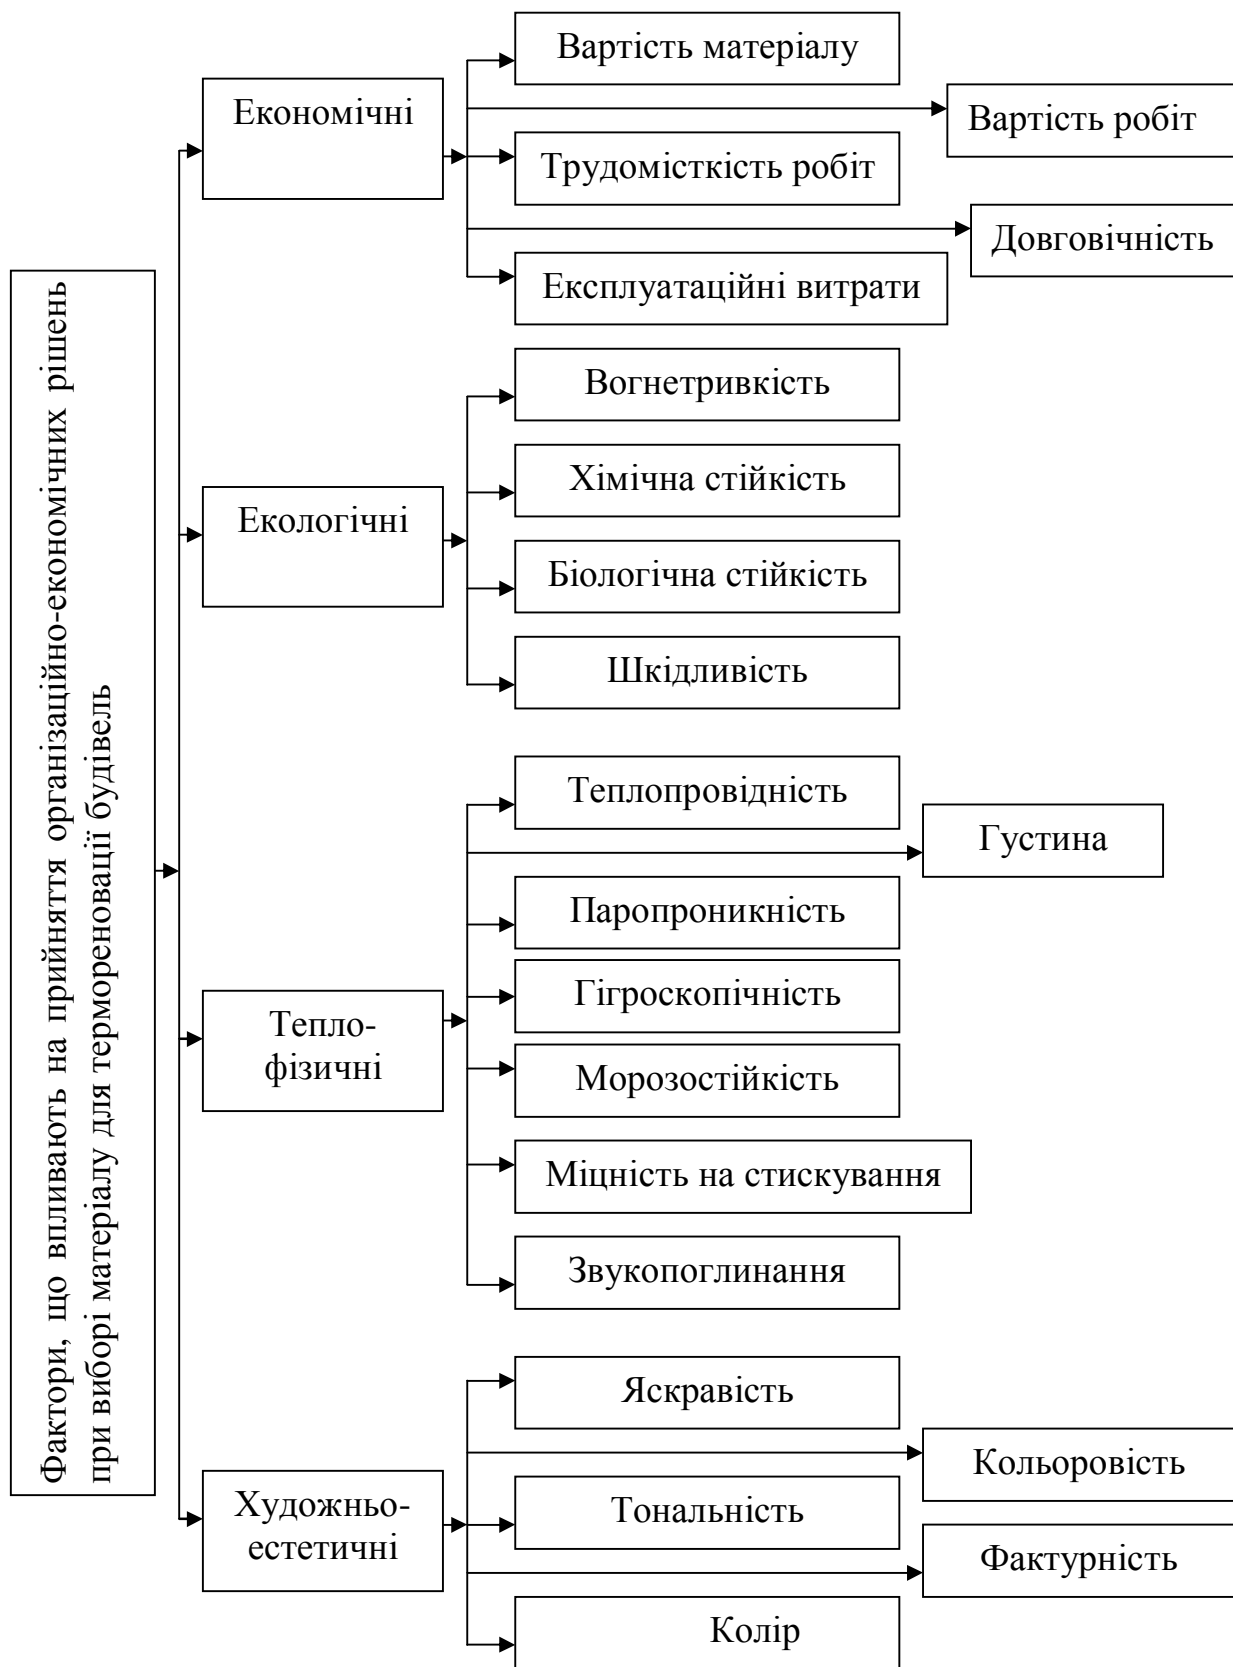 Фактори, що впливають на прийняття організаційно-економічних рішень
при виборі матеріалу для термореновації будівель
Економічні
Вартість матеріалу
Вартість робіт
Трудомісткість робіт
Довговічність
Експлуатаційні витрати
Екологічні
Вогнетривкість
Хімічна стійкість
Біологічна стійкість
Шкідливість
Тепло-
фізичні
Теплопровідність
Густина
Паропроникність
Гігроскопічність
Морозостійкість
Міцність на стискування
Звукопоглинання
Художньо-
естетичні
Яскравість
Кольоровість
Тональність
Фактурність
Колір